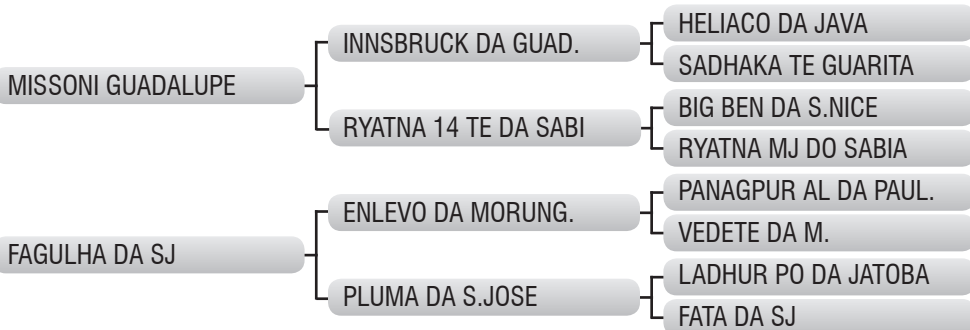 MISSONI GUADALUPE
INNSBRUCK DA GUAD.
HELIACO DA JAVA
SADHAKA TE GUARITA
RYATNA 14 TE DA SABI
BIG BEN DA S.NICE
RYATNA MJ DO SABIA
FAGULHA DA SJ
ENLEVO DA MORUNG.
PANAGPUR AL DA PAUL.
VEDETE DA M.
PLUMA DA S.JOSE
LADHUR PO DA JATOBA
FATA DA SJ